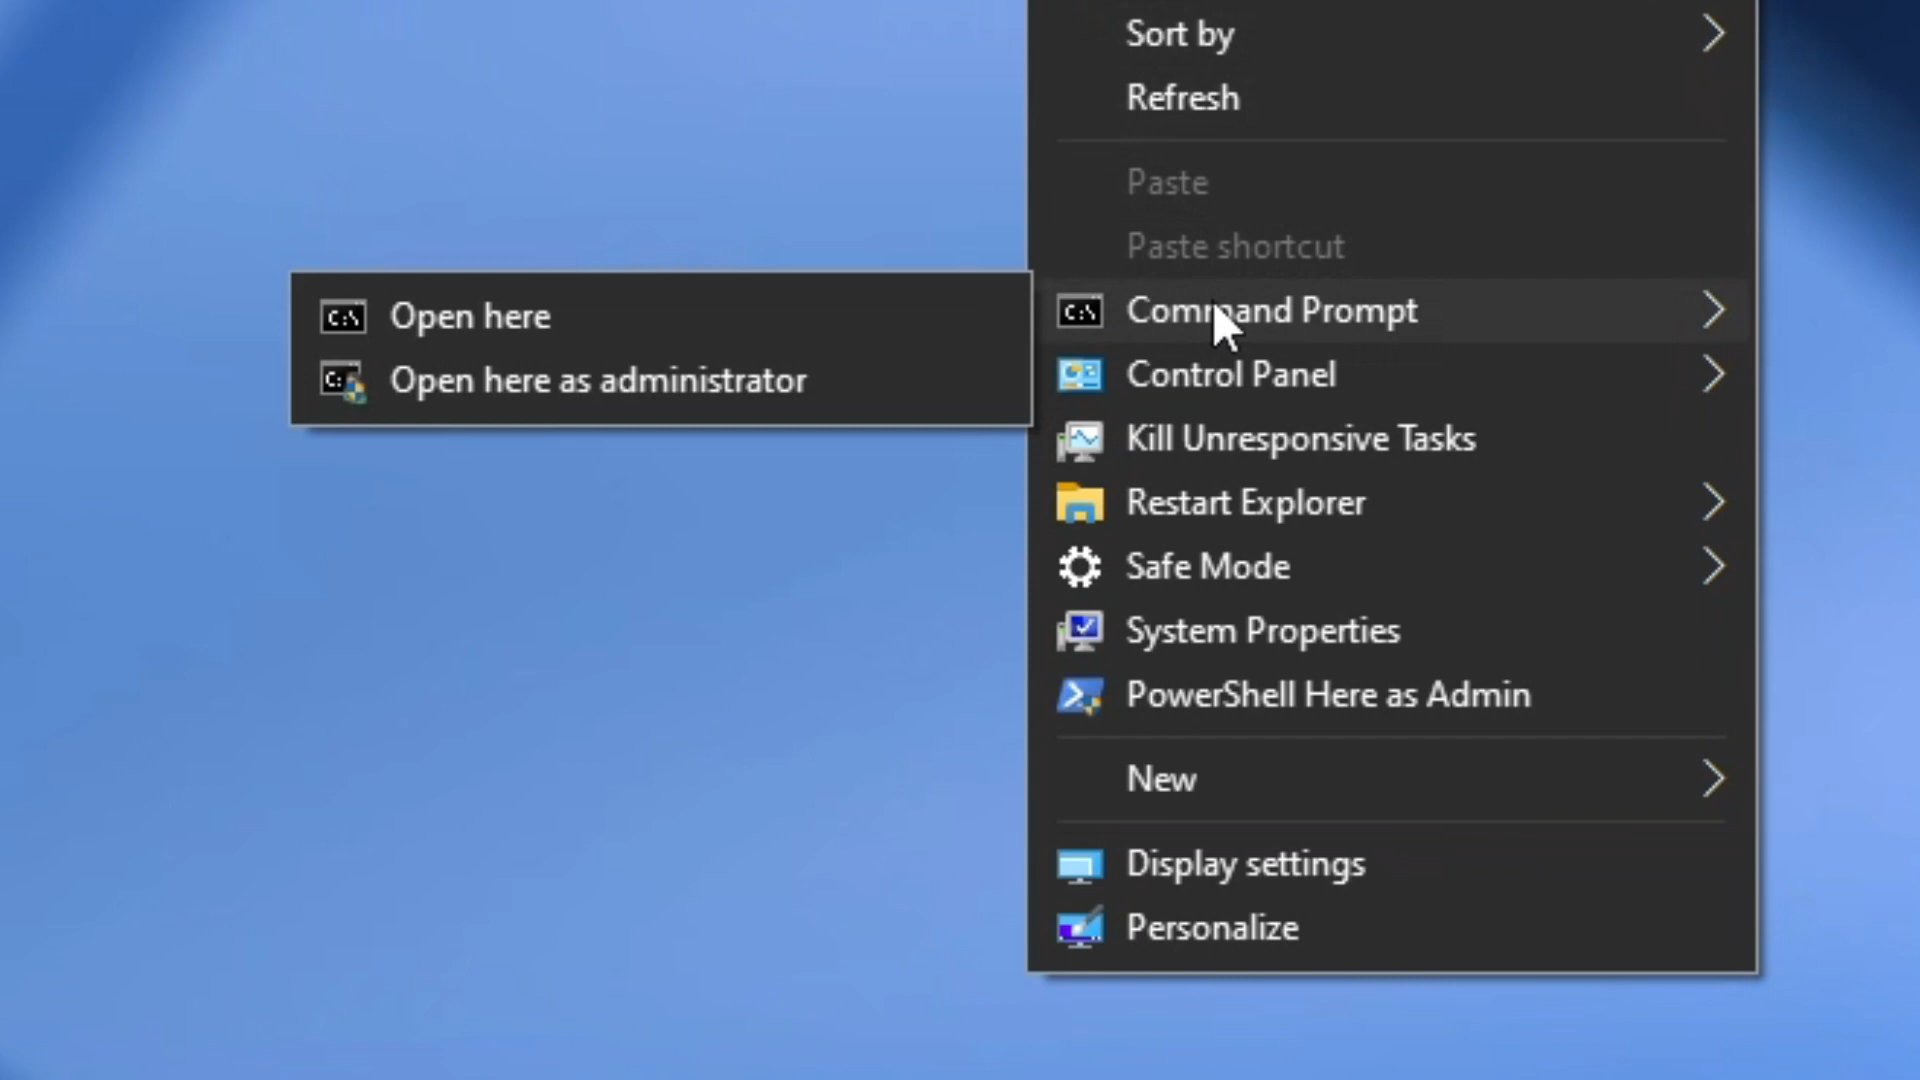 Sort by
Refresh
Paste
Paste shortcut
Command Prompt
Open here
Open here as administrator
Control Panel
Kill Unresponsive Tasks
Restart Explorer
Safe Mode
System Properties
PowerShell Here as Admin
New
Display settings
Personalize